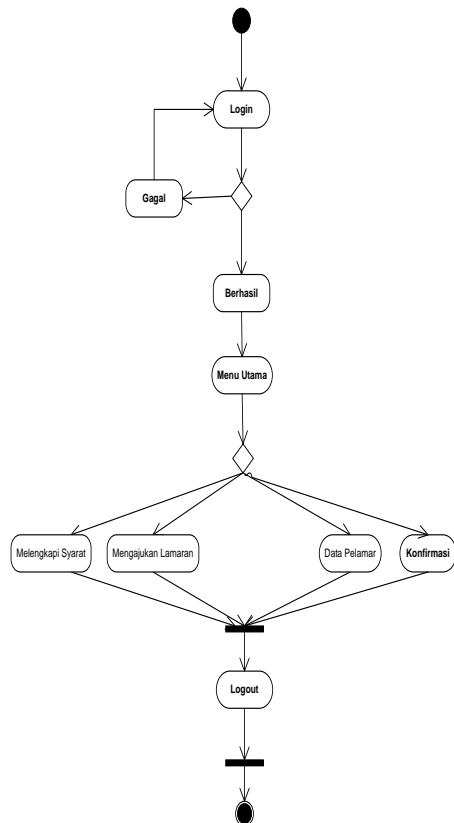 Login
Gagal
Berhasil
Menu Utama
Melengkapi Syarat
Mengajukan Lamaran
Data Pelamar
Konfirmasi
Logout